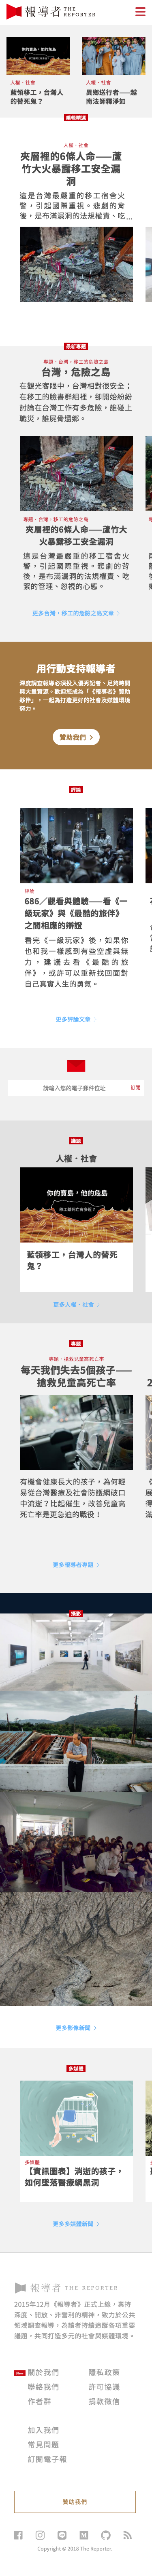 報導者 THE REPORTER
人權．社會
藍領移工，台灣人的替死鬼？
人權．社會
異鄉送行者——越南法師釋淨如
你的寶島，他的危島
編輯精選
人權．社會
夾層裡的6條人命——蘆
竹大火暴露移工安全漏
洞
這是台灣最嚴重的移工宿舍火
警，引起國際重視。悲劇的背
後，是布滿漏洞的法規權責、吃...
最新專題
專題．台灣，移工的危險之島
台灣，危險之島
在觀光客眼中，台灣相對很安全；
在移工的臉書群組裡，卻開始紛紛
討論在台灣工作有多危險，誰碰上
職災，誰屍骨還鄉。
專題．台灣，移工的危險之島
夾層裡的6條人命——蘆竹大
火暴露移工安全漏洞
這是台灣最嚴重的移工宿舍火
警，引起國際重視。悲劇的背
後，是布滿漏洞的法規權責、吃
緊的管理、忽視的心態。
更多台灣，移工的危險之島文章
用行動支持報導者
深度調查報導必須投入優秀記者、足夠時間
與大量資源。歡迎您成為「《報導者》贊助
夥伴」，一起為打造更好的社會及媒體環境
努力。
贊助我們
評論
評論
686／觀看與體驗——看《一
級玩家》與《最酷的旅伴》
之間相應的辯證
看完《一級玩家》後，如果你
也和我一樣感到有些空虛與無
力，建議去看《最酷的旅
伴》，或許可以重新找回面對
自己真實人生的勇氣。
更多評論文章
請輸入您的電子郵件位址
訂閱
議題
人權．社會
你的寶島，他的危島
移工職災死亡有多近？
藍領移工，台灣人的替死
鬼？
更多人權．社會
專題
專題．搶救兒童高死亡率
每天我們失去5個孩子——
搶救兒童高死亡率
有機會健康長大的孩子，為何輕
易從台灣醫療及社會防護網破口
中流逝？比起催生，改善兒童高
死亡率是更急迫的戰役！
更多報導者專題
攝影
更多影像新聞
多媒體
多媒體
【資訊圖表】消逝的孩子，
如何墜落醫療網黑洞
更多多媒體新聞
報導者 THE REPORTER
2015年12月《報導者》正式上線，秉持
深度、開放、非營利的精神，致力於公共
領域調查報導，為讀者持續追蹤各項重要
議題，共同打造多元的社會與媒體環境。
New 關於我們
隱私政策
聯絡我們
許可協議
作者群
捐款徵信
加入我們
常見問題
訂閱電子報
贊助我們
Copyright © 2018 The Reporter.